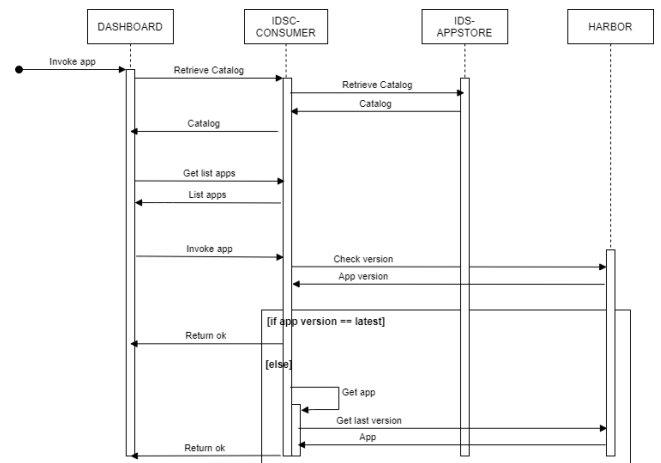 DASHBOARD
IDSC-
CONSUMER
IDS-
APPSTORE
HARBOR
Invoke app
Retrieve Catalog
Retrieve Catalog
Catalog
Catalog
Get list apps
List apps
Invoke app
Check version
App version
[if app version == latest]
Return ok
[else]
Get app
Get last version
App
Return ok